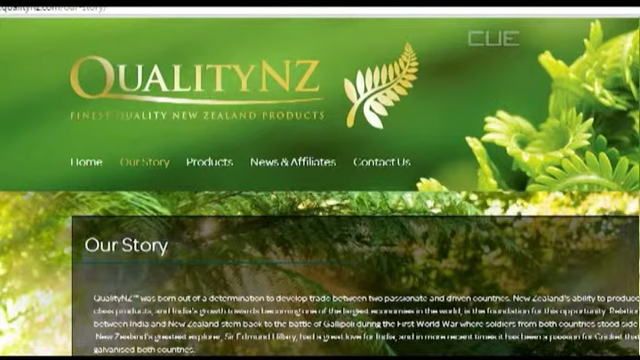 qualitynz.com/our-story/
CUE
QUALITYNZ
FINEST QUALITY NEW ZEALAND PRODUCTS
Home Our Story Products News & Affiliates Contact Us
Our Story
QualityNZ™ was born out of a determination to develop trade between two passionate and driven countries. New Zealand's ability to produce
class products, and India's growth towards becoming one of the largest economies in the world, is the foundation for this opportunity. Relation
between India and New Zealand stem back to the battle of Gallipoli during the First World War where soldiers from both countries stood side
New Zealand's greatest explorer, Sir Edmund Hillary, had a great love for India, and in more recent times it has been a passion for Cricket that
galvanised both countries.